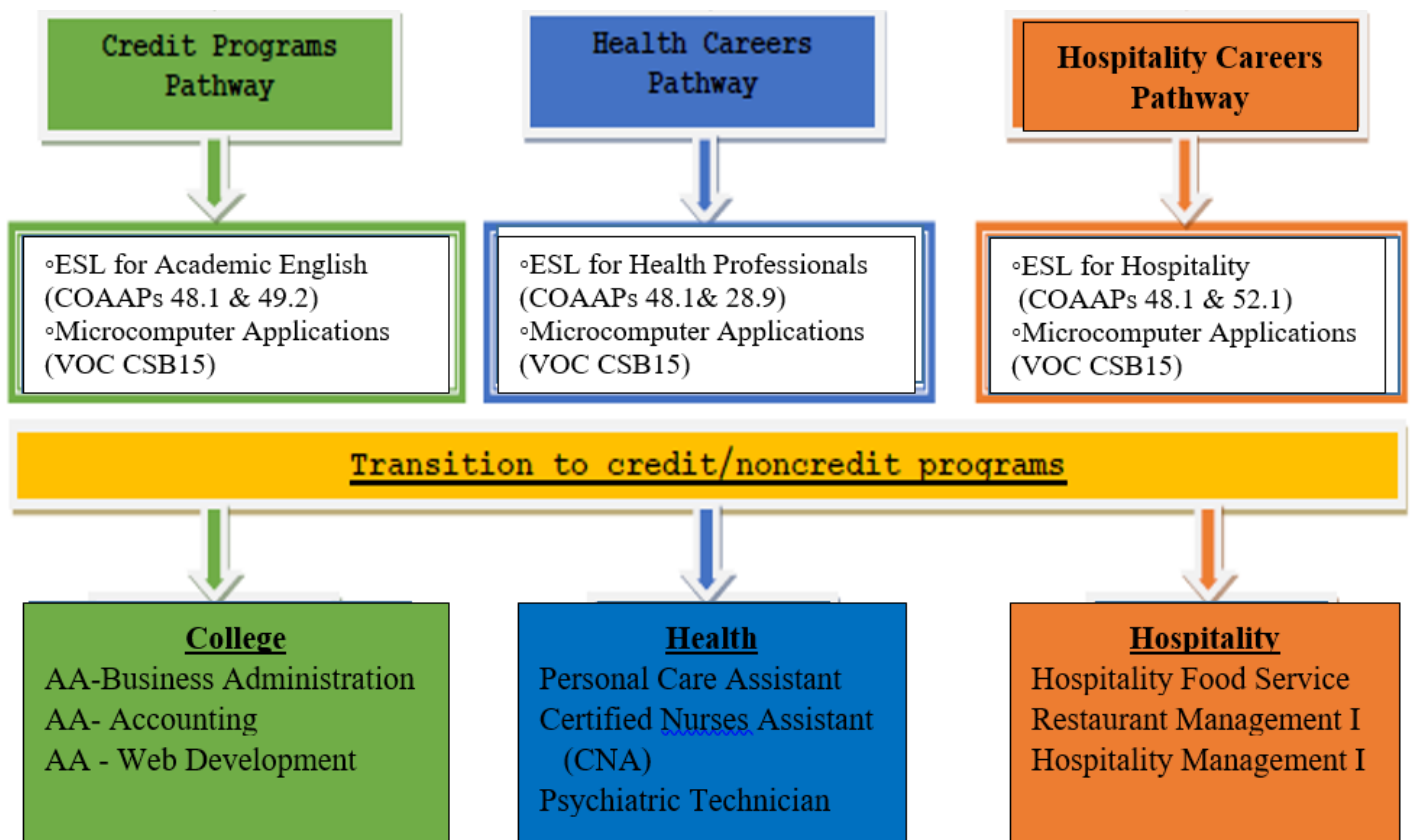 Credit Programs
Pathway
Health Careers
Pathway
Hospitality Careers
Pathway
◦ESL for Academic English
(COAAPs 48.1 & 49.2)
◦Microcomputer Applications
(VOC CSB15)
◦ESL for Health Professionals
(COAAPs 48.1& 28.9)
◦Microcomputer Applications
(VOC CSB15)
◦ESL for Hospitality
(COAAPs 48.1 & 52.1)
◦Microcomputer Applications
(VOC CSB15)
Transition to credit/noncredit programs
College
AA-Business Administration
AA- Accounting
AA - Web Development
Health
Personal Care Assistant
Certified Nurses Assistant
(CNA)
Psychiatric Technician
Hospitality
Hospitality Food Service
Restaurant Management I
Hospitality Management I